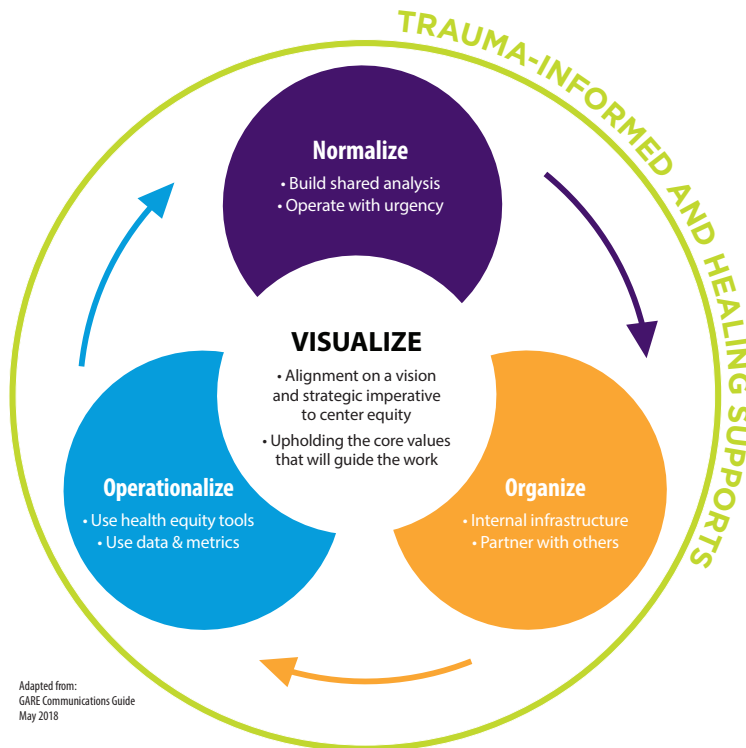 TRAUMA-INFORMED AND HEALING SUPPORTS
Normalize
• Build shared analysis
• Operate with urgency
VISUALIZE
• Alignment on a vision
and strategic imperative
to center equity
• Upholding the core values
that will guide the work
Operationalize
• Use health equity tools
• Use data & metrics
Organize
• Internal infrastructure
• Partner with others
Adapted from:
GARE Communications Guide
May 2018